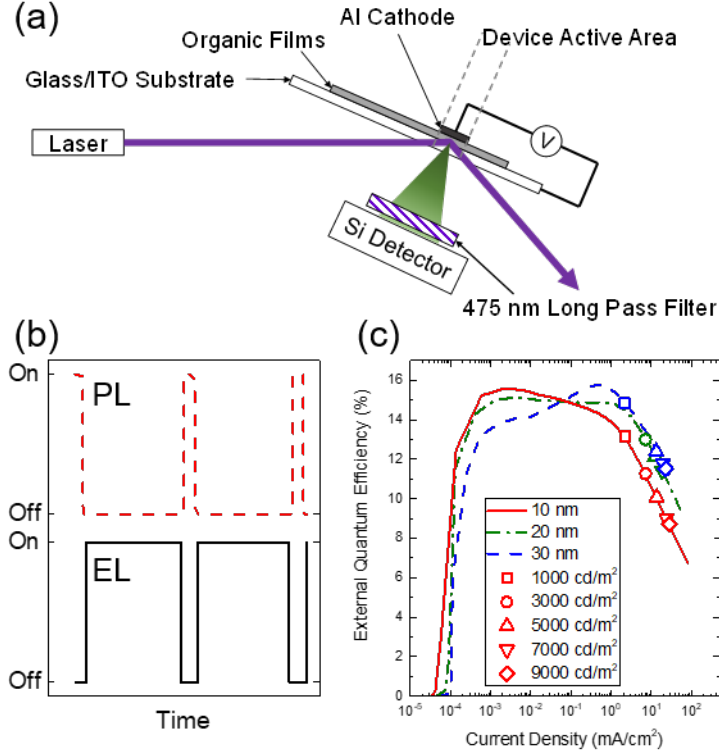 (a)
Al Cathode
Organic Films
Device Active Area
Glass/ITO Substrate
Laser
V
Si Detector
475 nm Long Pass Filter
(b)
On
PL
Off
On
EL
Off
Time
(c)
External Quantum Efficiency (%)
16
14
12
10
8
6
4
2
0
10 nm
20 nm
30 nm
1000 cd/m²
3000 cd/m²
5000 cd/m²
7000 cd/m²
9000 cd/m²
10⁻⁵ 10⁻⁴ 10⁻³ 10⁻² 10⁻¹ 10⁰ 10¹ 10²
Current Density (mA/cm²)